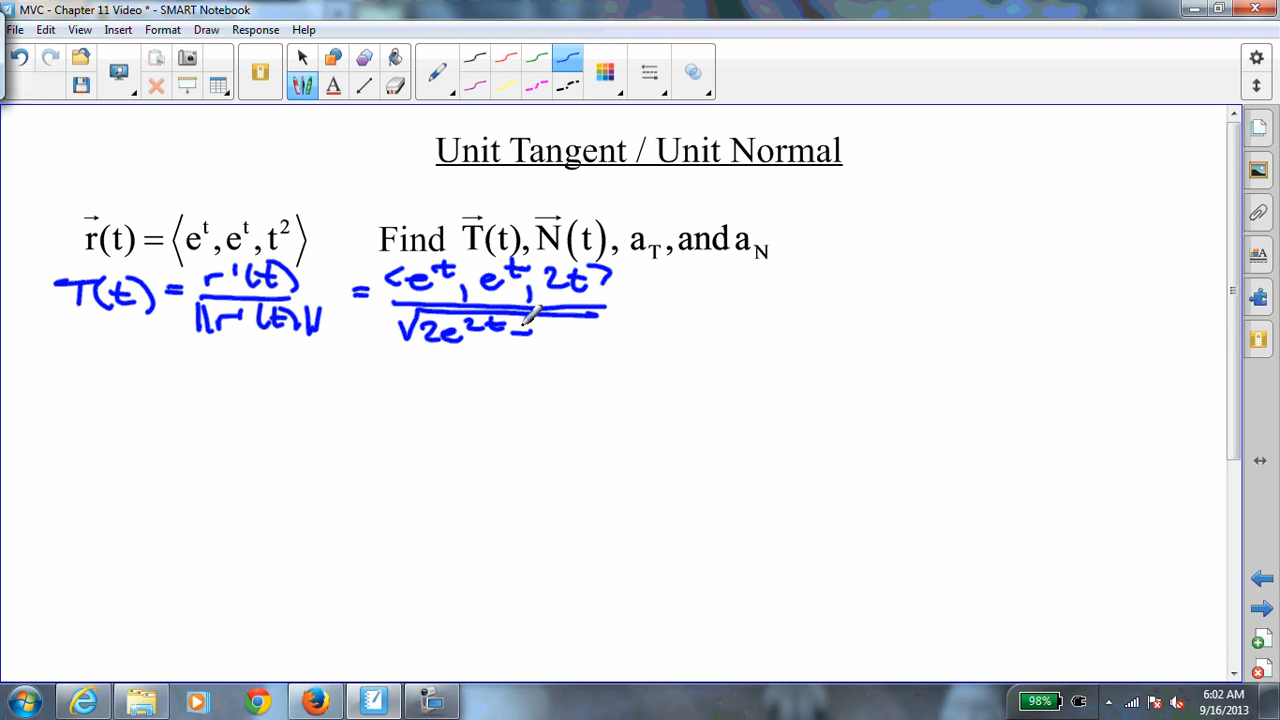 MVC - Chapter 11 Video * - SMART Notebook
File Edit View Insert Format Draw Response Help
Unit Tangent / Unit Normal
r(t) = ⟨e^t, e^t, t^2⟩ Find T(t), N(t), a_T, and a_N
T(t) = r'(t) / ||r'(t)|| = <e^t, e^t, 2t> / √2e^2t
98%
6:02 AM
9/16/2013